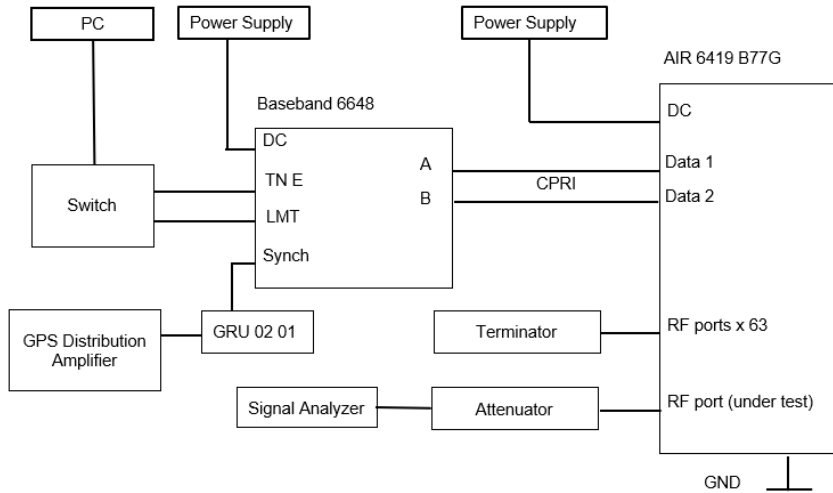 PC
Power Supply
Power Supply
AIR 6419 B77G
Baseband 6648
DC
DC
A
Data 1
TN E
CPRI
B
Data 2
Switch
LMT
Synch
GPS Distribution
Amplifier
GRU 02 01
Terminator
RF ports x 63
Signal Analyzer
Attenuator
RF port (under test)
GND